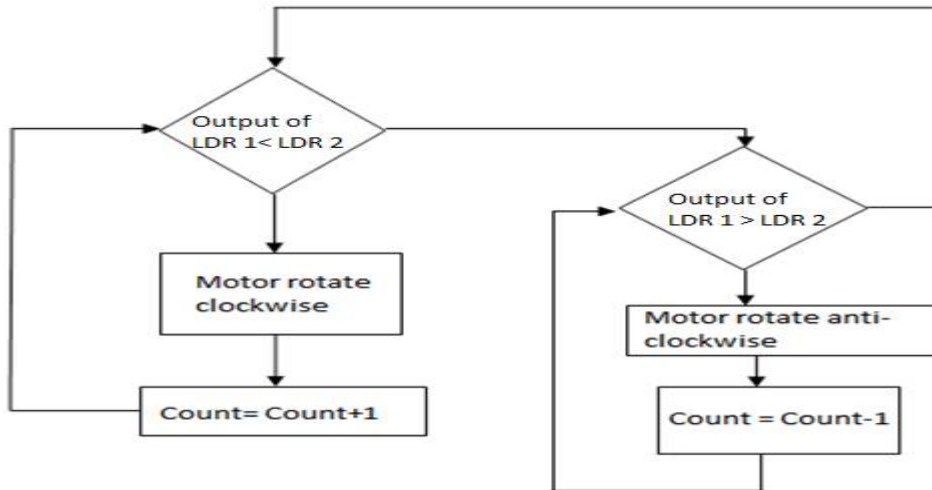 Output of
LDR 1< LDR 2
Motor rotate
clockwise
Count= Count+1
Output of
LDR 1 > LDR 2
Motor rotate anti-
clockwise
Count = Count-1